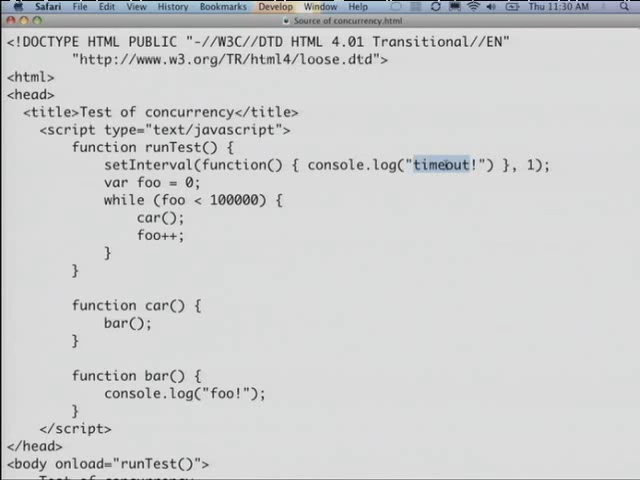 Safari File Edit View History Bookmarks Develop Window Help Thu 11:30 AM
Source of concurrency.html
<!DOCTYPE HTML PUBLIC "-//W3C//DTD HTML 4.01 Transitional//EN"
"http://www.w3.org/TR/html4/loose.dtd">
<html>
<head>
<title>Test of concurrency</title>
<script type="text/javascript">
function runTest() {
setInterval(function() { console.log("timeout!") }, 1);
var foo = 0;
while (foo < 100000) {
car();
foo++;
}
}
function car() {
bar();
}
function bar() {
console.log("foo!");
}
</script>
</head>
<body onload="runTest()">
Test of concurrency